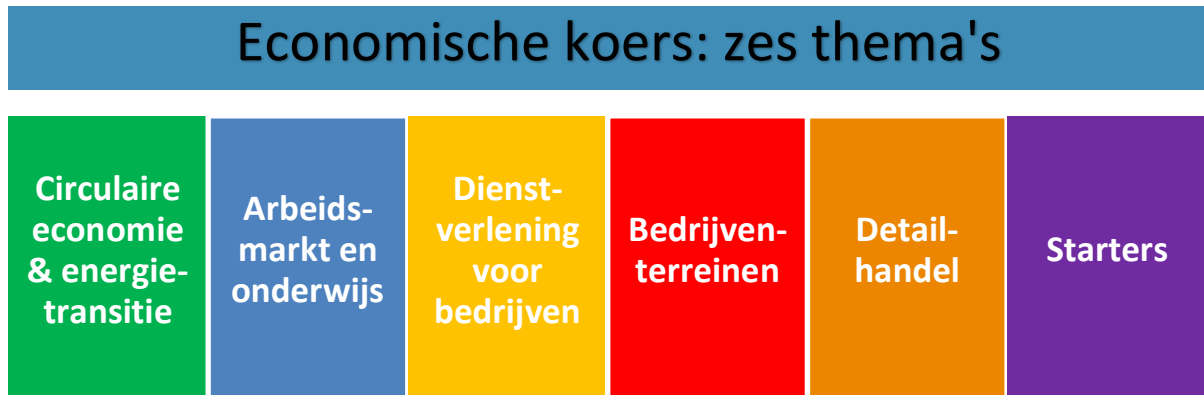 Economische koers: zes thema's
Circulaire
economie
& energie-
transitie
Arbeids-
markt en
onderwijs
Dienst-
verlening
voor
bedrijven
Bedrijven-
terreinen
Detail-
handel
Starters